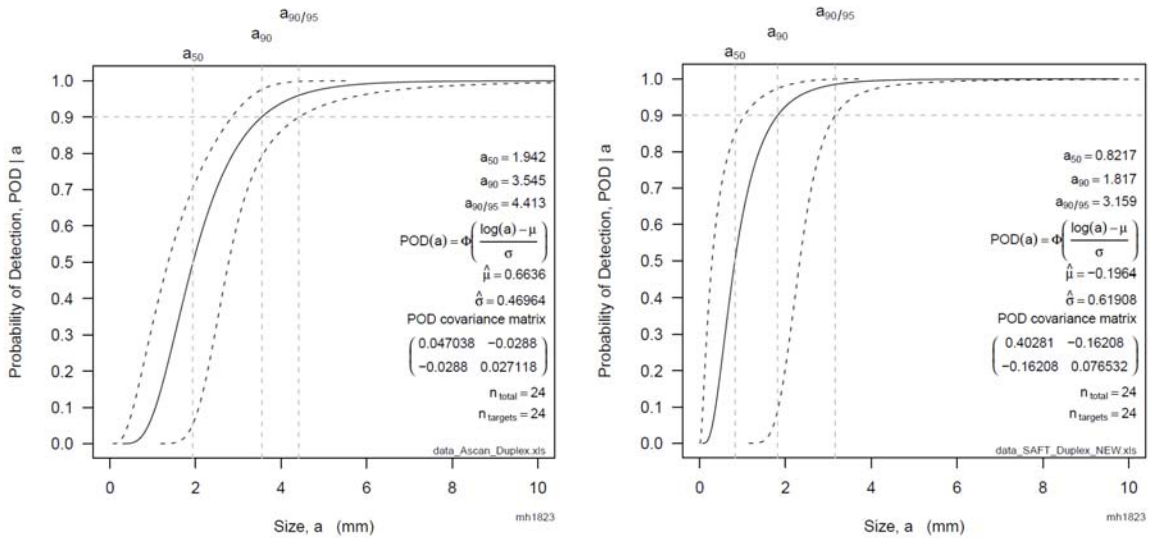 a90/95
a90
a50
Probability of Detection, POD | a
1.0
0.9
0.8
0.7
0.6
0.5
0.4
0.3
0.2
0.1
0.0
a50 = 1.942
a90 = 3.545
a90/95 = 4.413
POD(a) = Φ( (log(a) − μ) / σ )
μ̂ = 0.6636
σ̂ = 0.46964
POD covariance matrix
0.047038 −0.0288
−0.0288 0.027118
n total = 24
n targets = 24
data_Ascan_Duplex.xls
0 2 4 6 8 10
Size, a (mm)
mh1823
a90/95
a90
a50
Probability of Detection, POD | a
1.0
0.9
0.8
0.7
0.6
0.5
0.4
0.3
0.2
0.1
0.0
a50 = 0.8217
a90 = 1.817
a90/95 = 3.159
POD(a) = Φ( (log(a) − μ) / σ )
μ̂ = −0.1964
σ̂ = 0.61908
POD covariance matrix
0.40281 −0.16208
−0.16208 0.076532
n total = 24
n targets = 24
data_SAFT_Duplex_NEW.xls
0 2 4 6 8 10
Size, a (mm)
mh1823